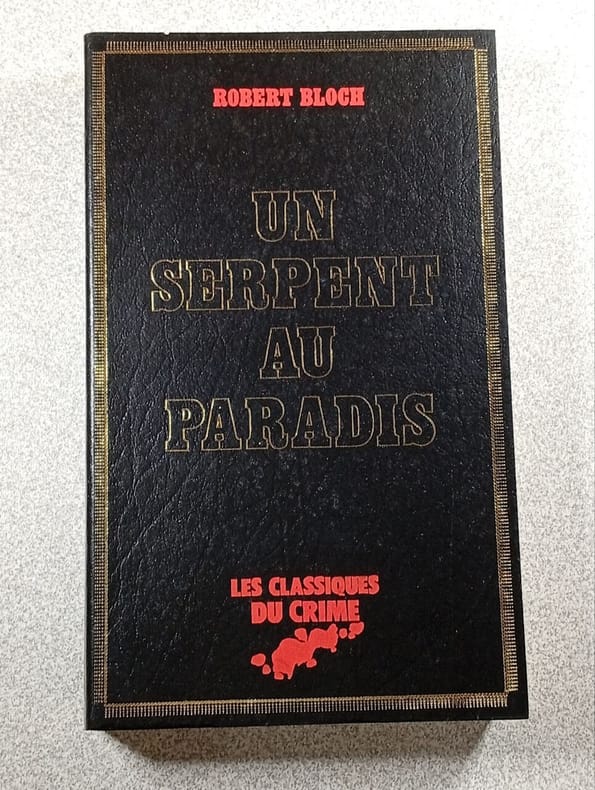 ROBERT BLOCH
UN
SERPENT
AU
PARADIS
LES CLASSIQUES
DU CRIME